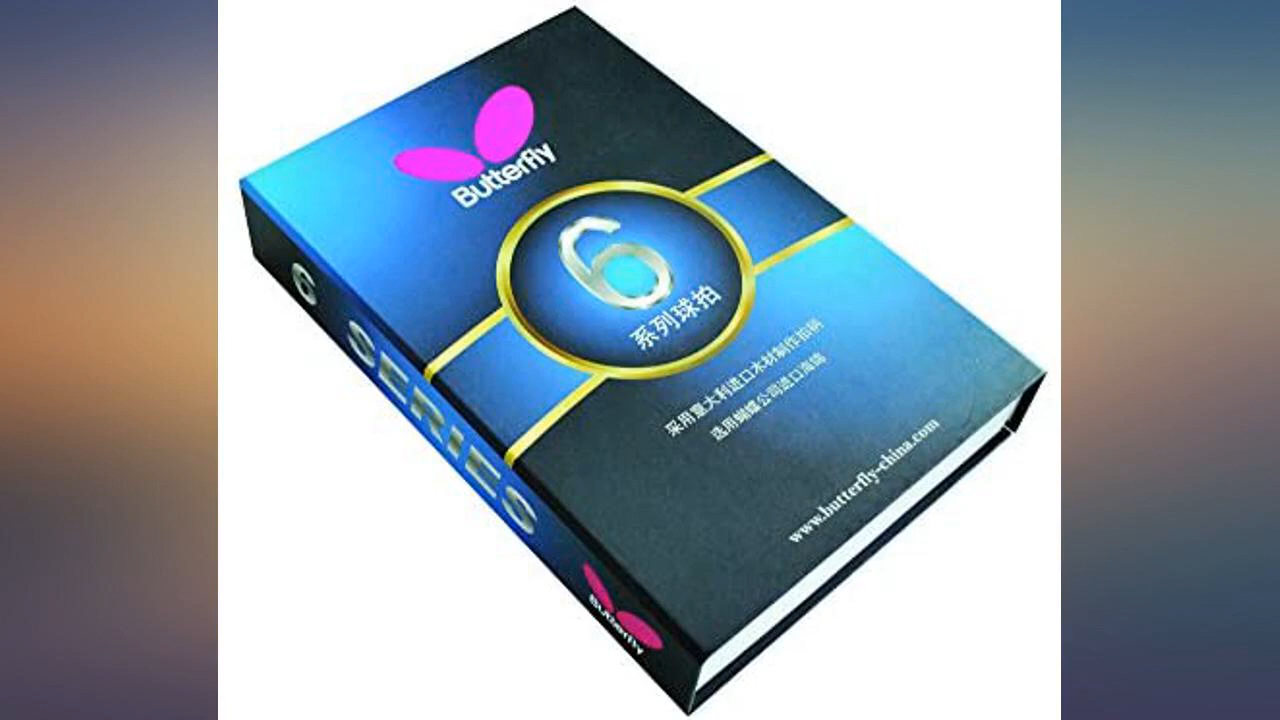 Butterfly
6
系列球拍
采用意大利进口木材制作拍柄
选用蝴蝶公司进口海绵
www.butterfly-china.com
6 SERIES
Butterfly